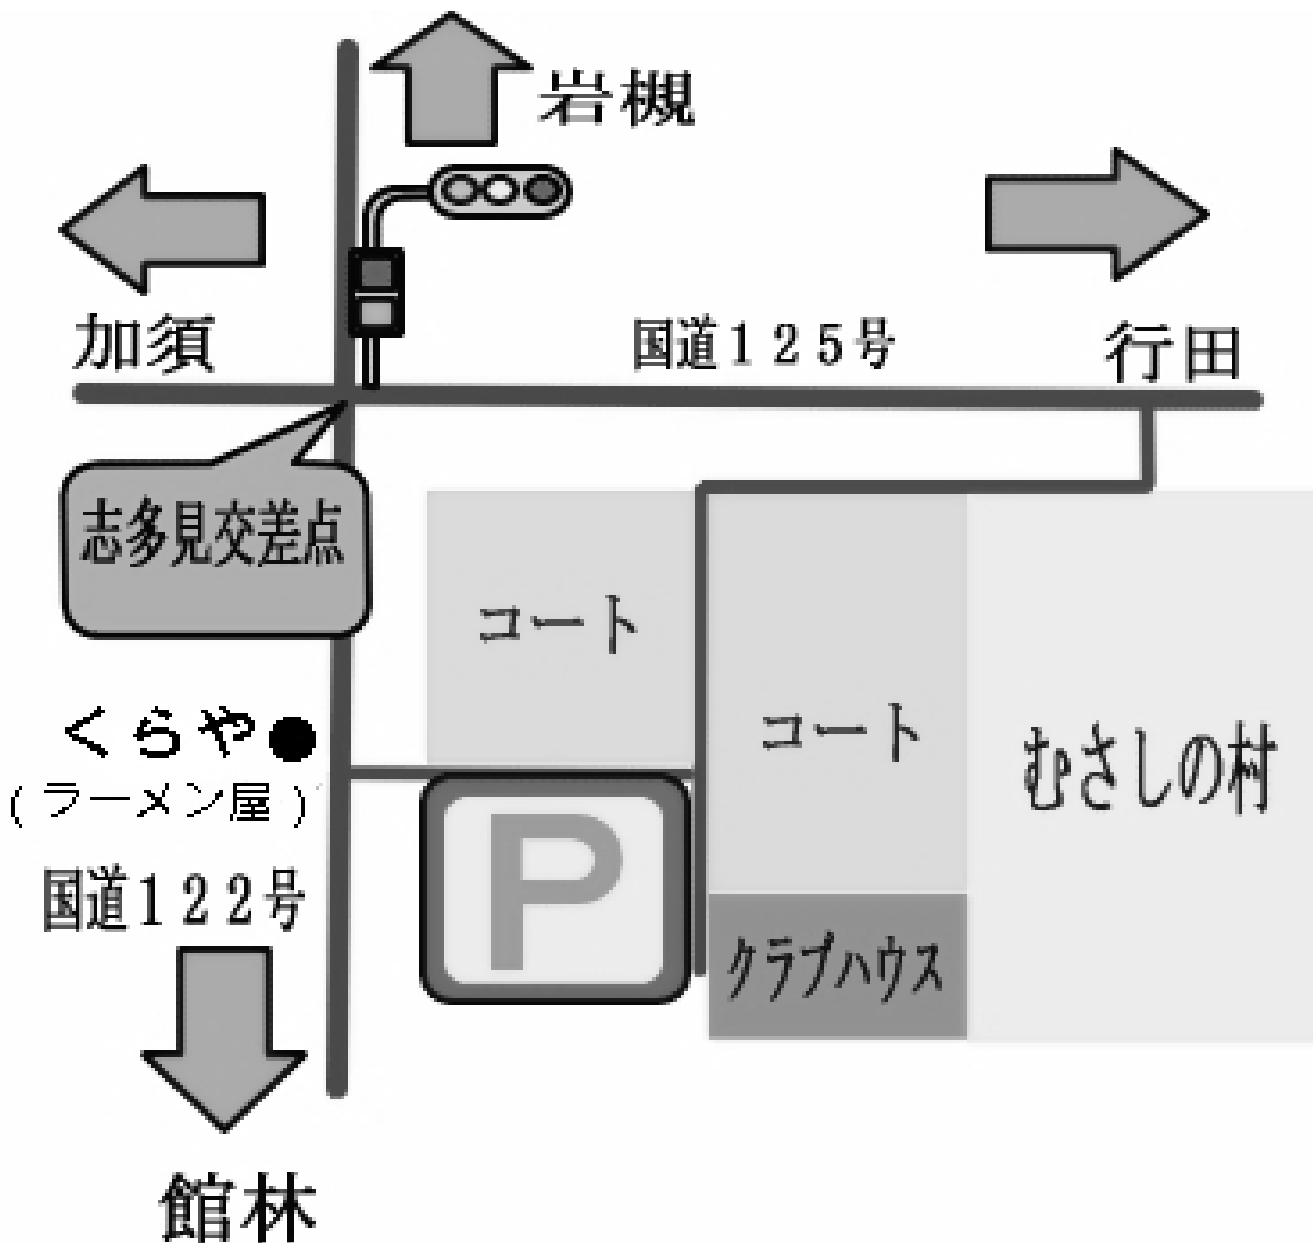 岩槻
加須
国道１２５号
行田
志多見交差点
コート
コート
むさしの村
くらや●
(ラーメン屋)
国道１２２号
P
クラブハウス
館林